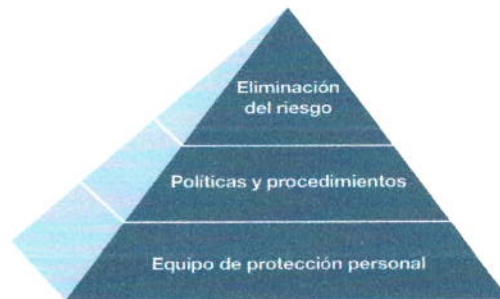 Eliminación
del riesgo
Políticas y procedimientos
Equipo de protección personal